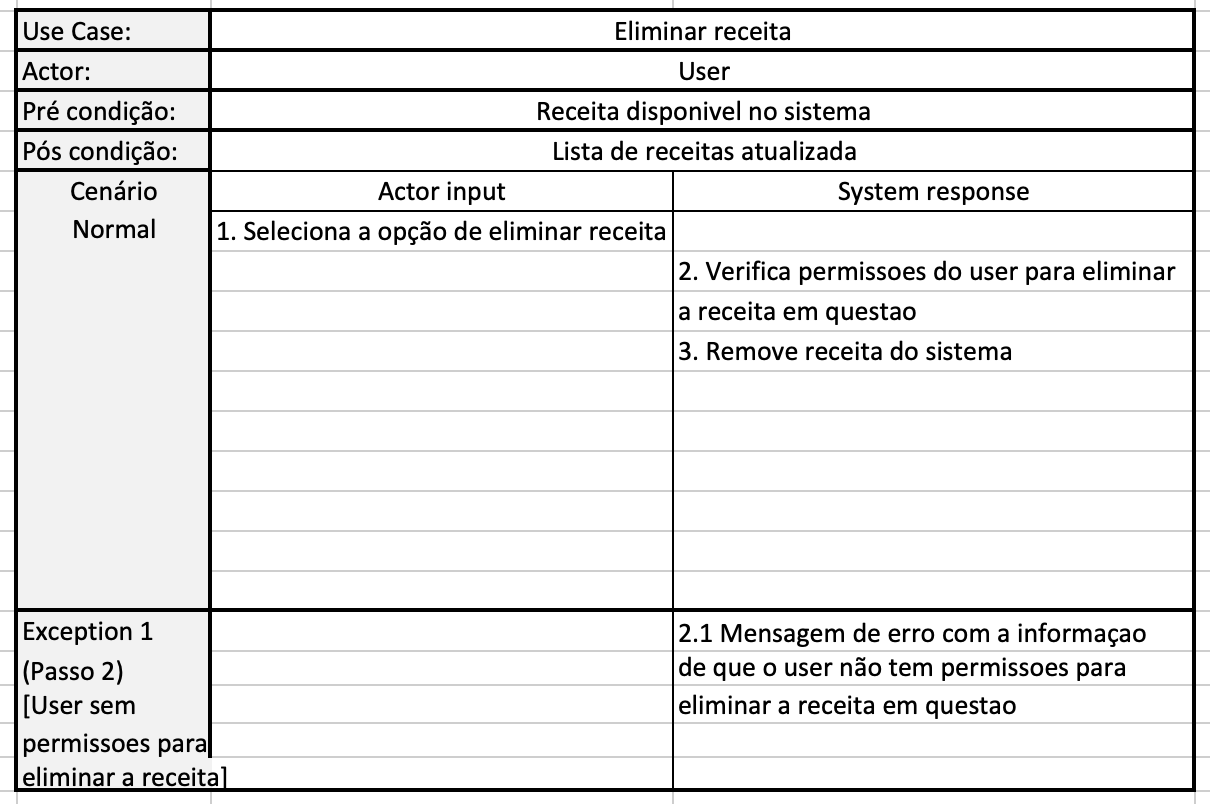 Use Case: Eliminar receita
Actor: User
Pré condição: Receita disponivel no sistema
Pós condição: Lista de receitas atualizada
Cenário Actor input System response
Normal 1. Seleciona a opção de eliminar receita
2. Verifica permissoes do user para eliminar
a receita em questao
3. Remove receita do sistema
Exception 1 2.1 Mensagem de erro com a informaçao
(Passo 2) de que o user não tem permissoes para
[User sem eliminar a receita em questao
permissoes para
eliminar a receita]